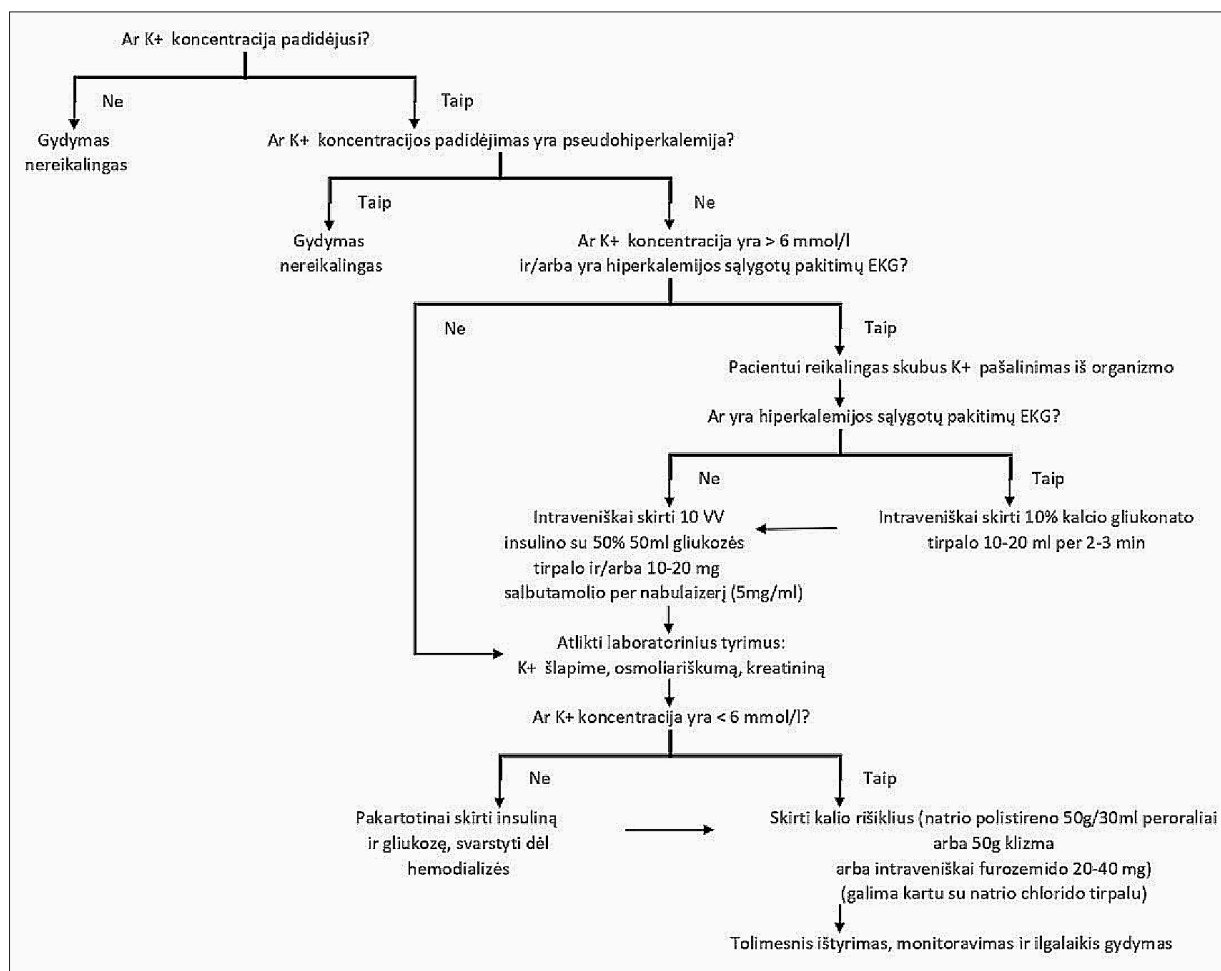 Ar K+ koncentracija padidėjusi?
Ne
Taip
Gydymas
nereikalingas
Ar K+ koncentracijos padidėjimas yra pseudohiperkalemija?
Taip
Ne
Gydymas
nereikalingas
Ar K+ koncentracija yra > 6 mmol/l
ir/arba yra hiperkalemijos sąlygotų pakitimų EKG?
Ne
Taip
Pacientui reikalingas skubus K+ pašalinimas iš organizmo
Ar yra hiperkalemijos sąlygotų pakitimų EKG?
Ne
Taip
Intraveniškai skirti 10 VV
insulino su 50% 50ml gliukozės
tirpalo ir/arba 10-20 mg
salbutamolio per nabulaizerį (5mg/ml)
Intraveniškai skirti 10% kalcio gliukonato
tirpalo 10-20 ml per 2-3 min
Atlikti laboratorinius tyrimus:
K+ šlapime, osmoliariškumą, kreatininą
Ar K+ koncentracija yra < 6 mmol/l?
Ne
Taip
Pakartotinai skirti insuliną
ir gliukozę, svarstyti dėl
hemodializės
Skirti kalio rišiklius (natrio polistireno 50g/30ml peroraliai
arba 50g klizma
arba intraveniškai furozemido 20-40 mg)
(galima kartu su natrio chlorido tirpalu)
Tolimesnis ištyrimas, monitoravimas ir ilgalaikis gydymas